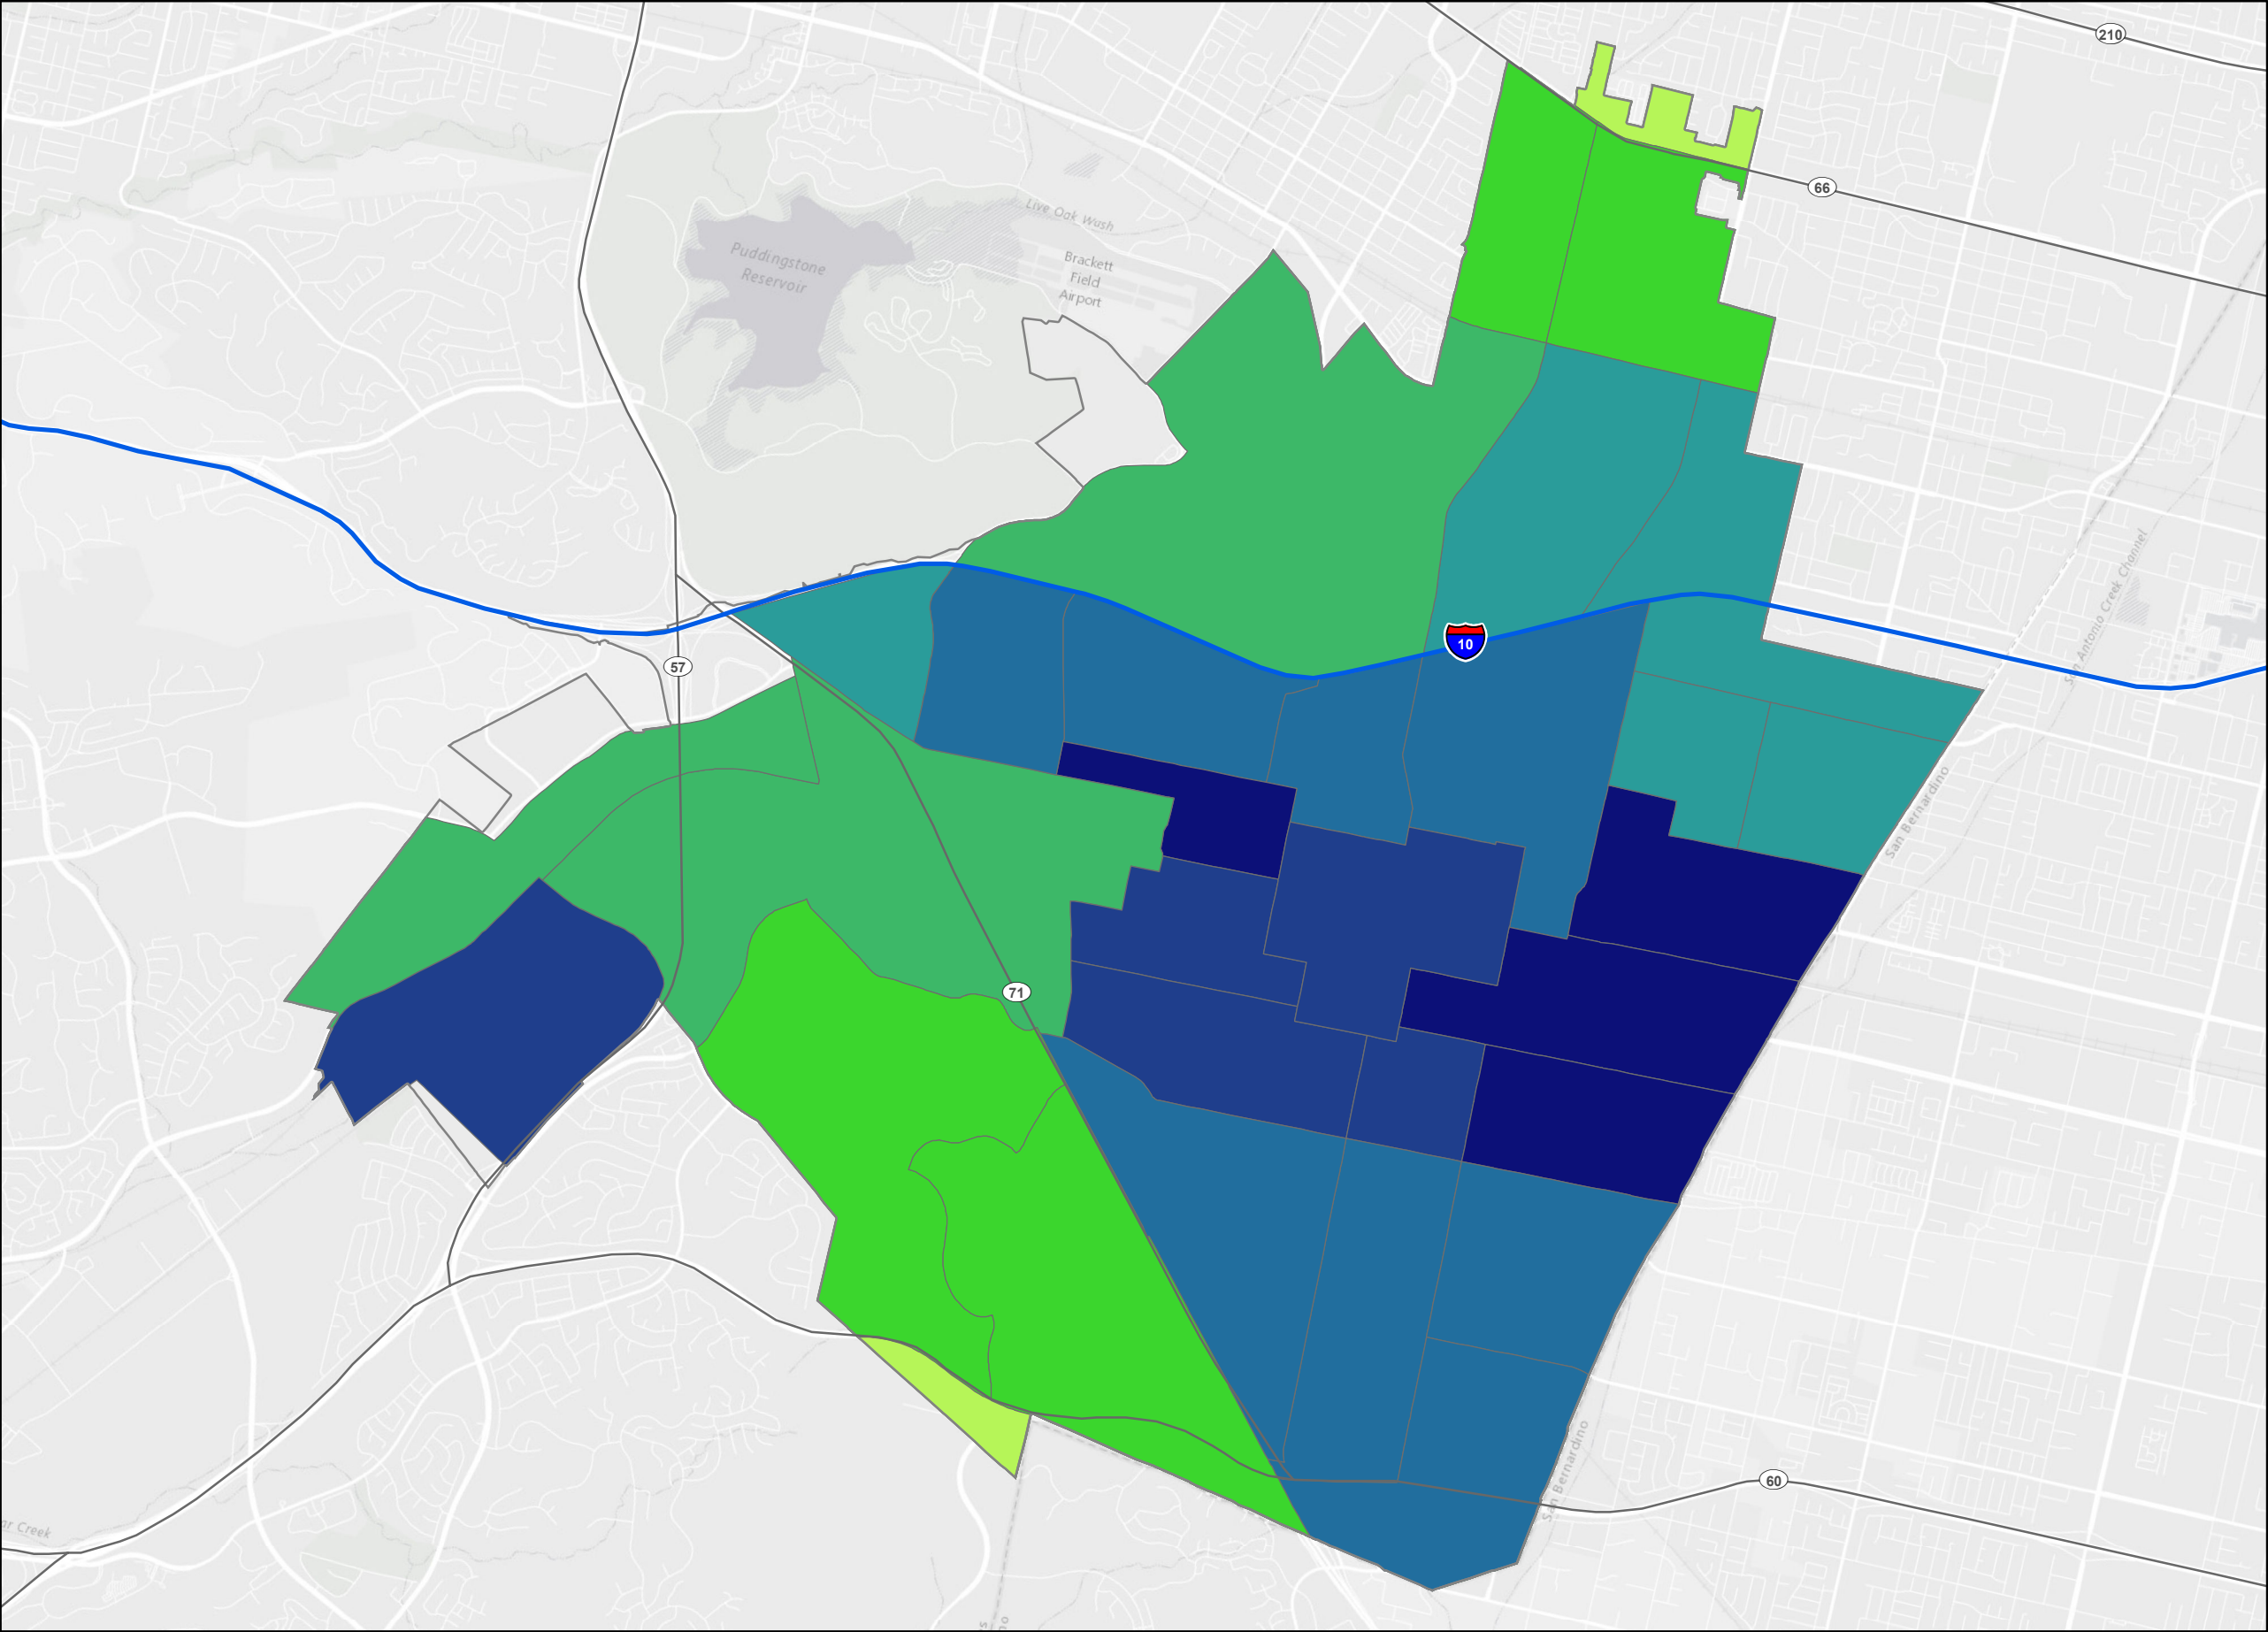 210
66
Live Oak Wash
Puddingstone
Reservoir
Brackett
Field
Airport
San Antonio Creek Channel
10
57
San Bernardino
71
60
San Bernardino
ar Creek